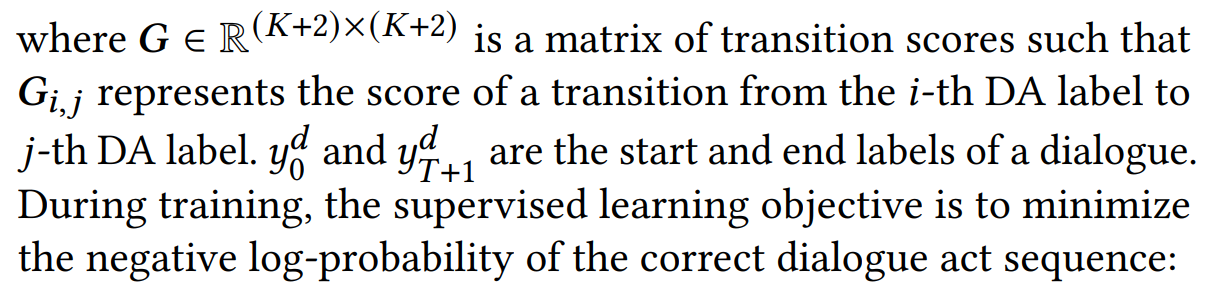 where G ∈ ℝ^{(K+2)×(K+2)} is a matrix of transition scores such that
G_{i,j} represents the score of a transition from the i-th DA label to
j-th DA label. y_0^d and y_{T+1}^d are the start and end labels of a dialogue.
During training, the supervised learning objective is to minimize
the negative log-probability of the correct dialogue act sequence: